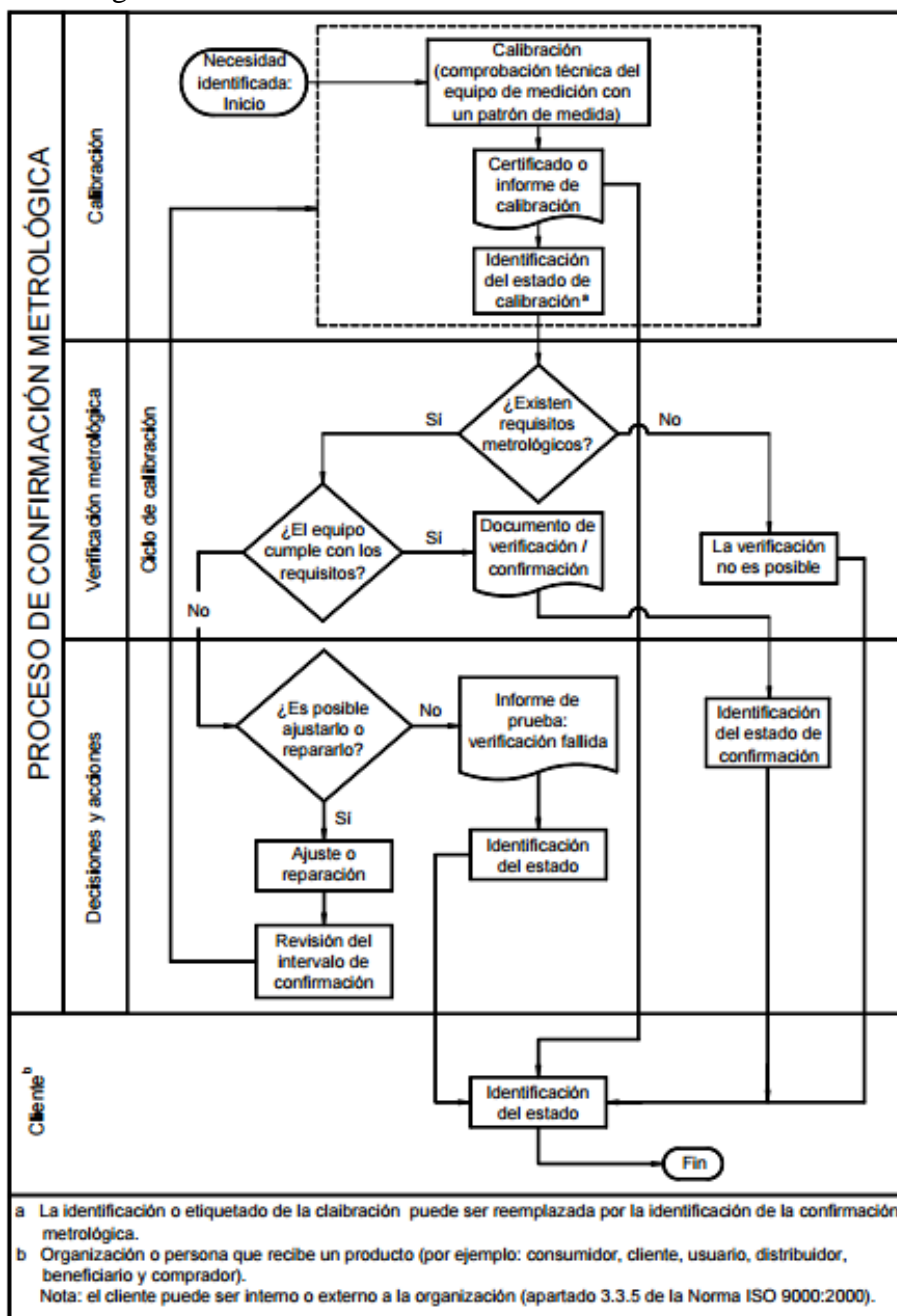 PROCESO DE CONFIRMACIÓN METROLÓGICA
Calibración
Necesidad
identificada:
Inicio
Calibración
(comprobación técnica del
equipo de medición con
un patrón de medida)
Certificado o
informe de
calibración
Identificación
del estado de
calibraciónª
Verificación metrológica
Ciclo de calibración
¿Existen
requisitos
metrológicos?
Sí
No
¿El equipo
cumple con los
requisitos?
Sí
No
Documento de
verificación /
confirmación
La verificación
no es posible
Decisiones y acciones
¿Es posible
ajustarlo o
repararlo?
No
Sí
Informe de
prueba:
verificación fallida
Identificación
del estado de
confirmación
Ajuste o
reparación
Identificación
del estado
Revisión del
intervalo de
confirmación
Clienteᵇ
Identificación
del estado
Fin
a La identificación o etiquetado de la claibración puede ser reemplazada por la identificación de la confirmación
metrológica.
b Organización o persona que recibe un producto (por ejemplo: consumidor, cliente, usuario, distribuidor,
beneficiario y comprador).
Nota: el cliente puede ser interno o externo a la organización (apartado 3.3.5 de la Norma ISO 9000:2000).